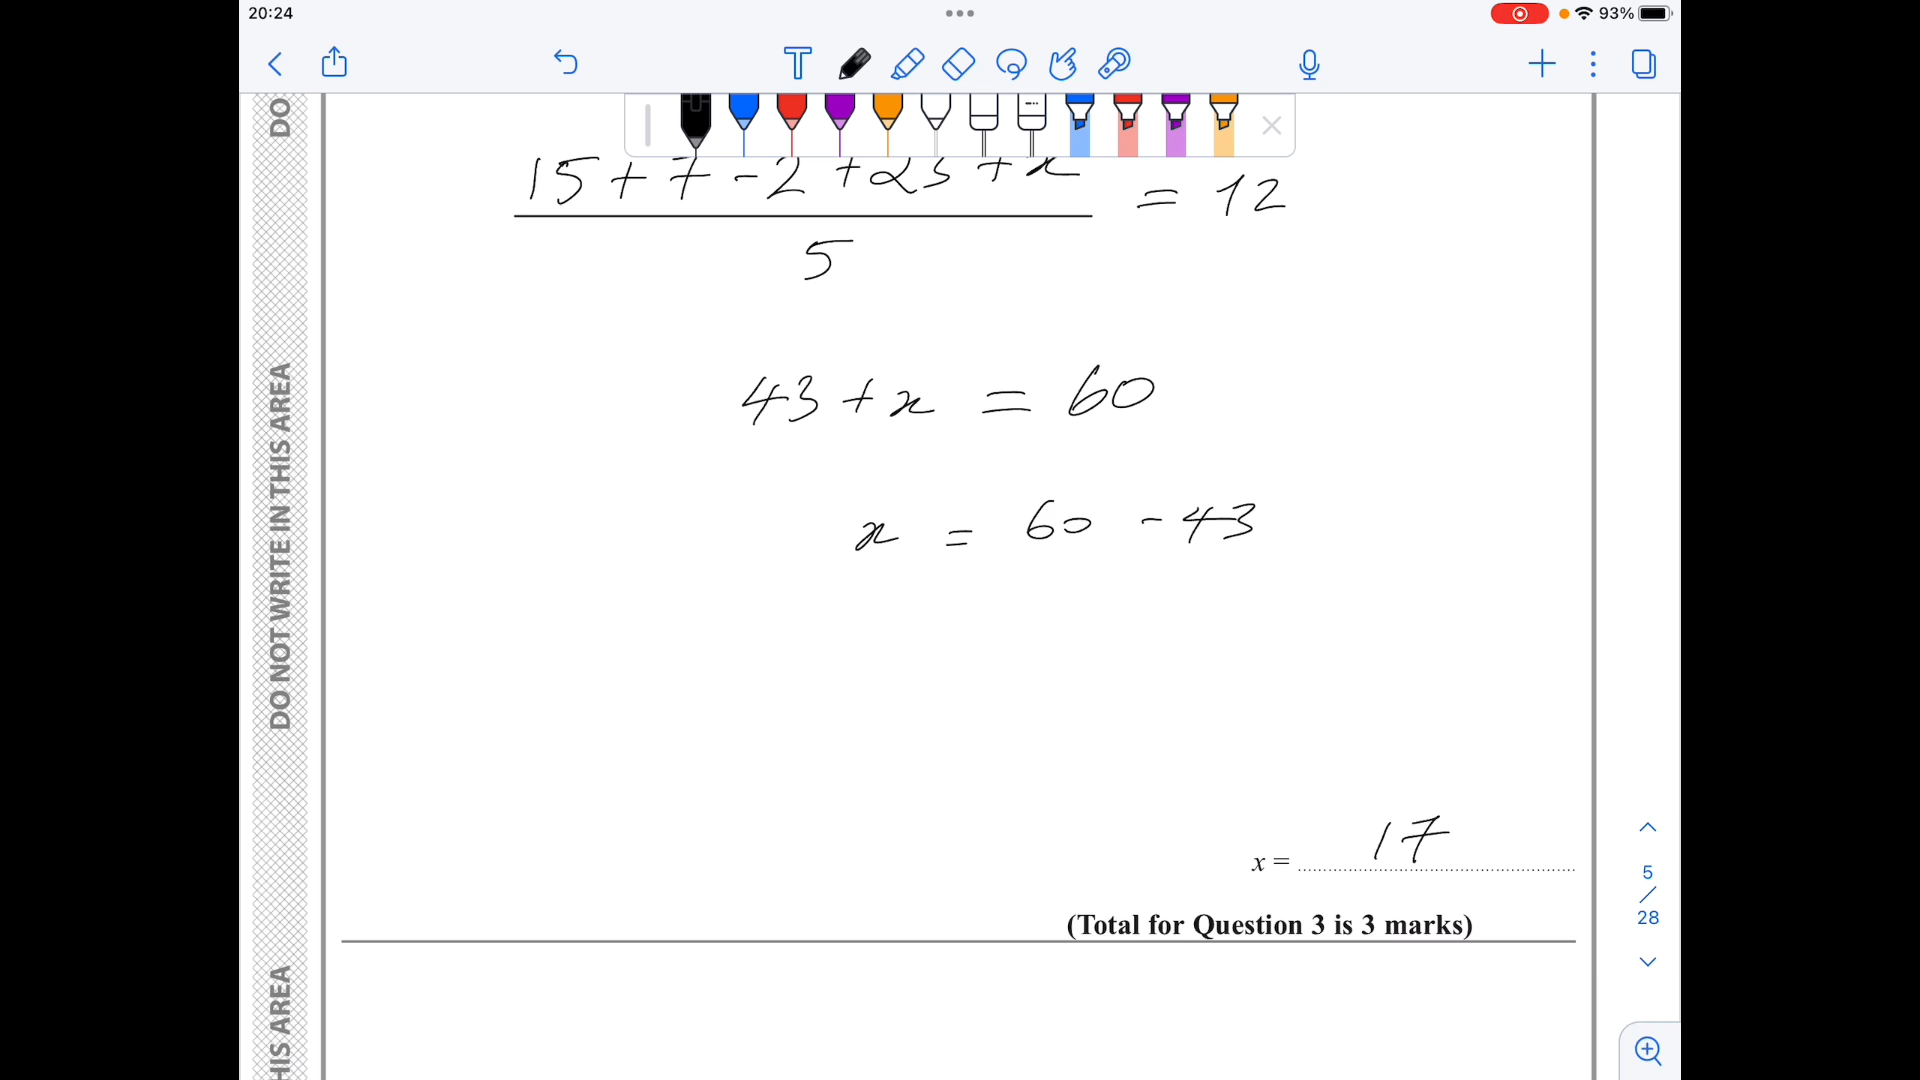 20:24
93%
DO
15 + 7 - 2 + 23 + x
= 12
5
43 + x = 60
DO NOT WRITE IN THIS AREA
x = 60 - 43
x = 17
5
/
28
(Total for Question 3 is 3 marks)
HIS AREA